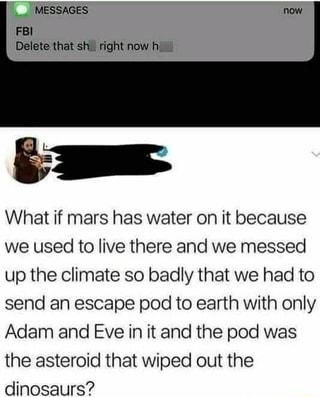 MESSAGES now
FBI
Delete that sh right now h
What if mars has water on it because
we used to live there and we messed
up the climate so badly that we had to
send an escape pod to earth with only
Adam and Eve in it and the pod was
the asteroid that wiped out the
dinosaurs?